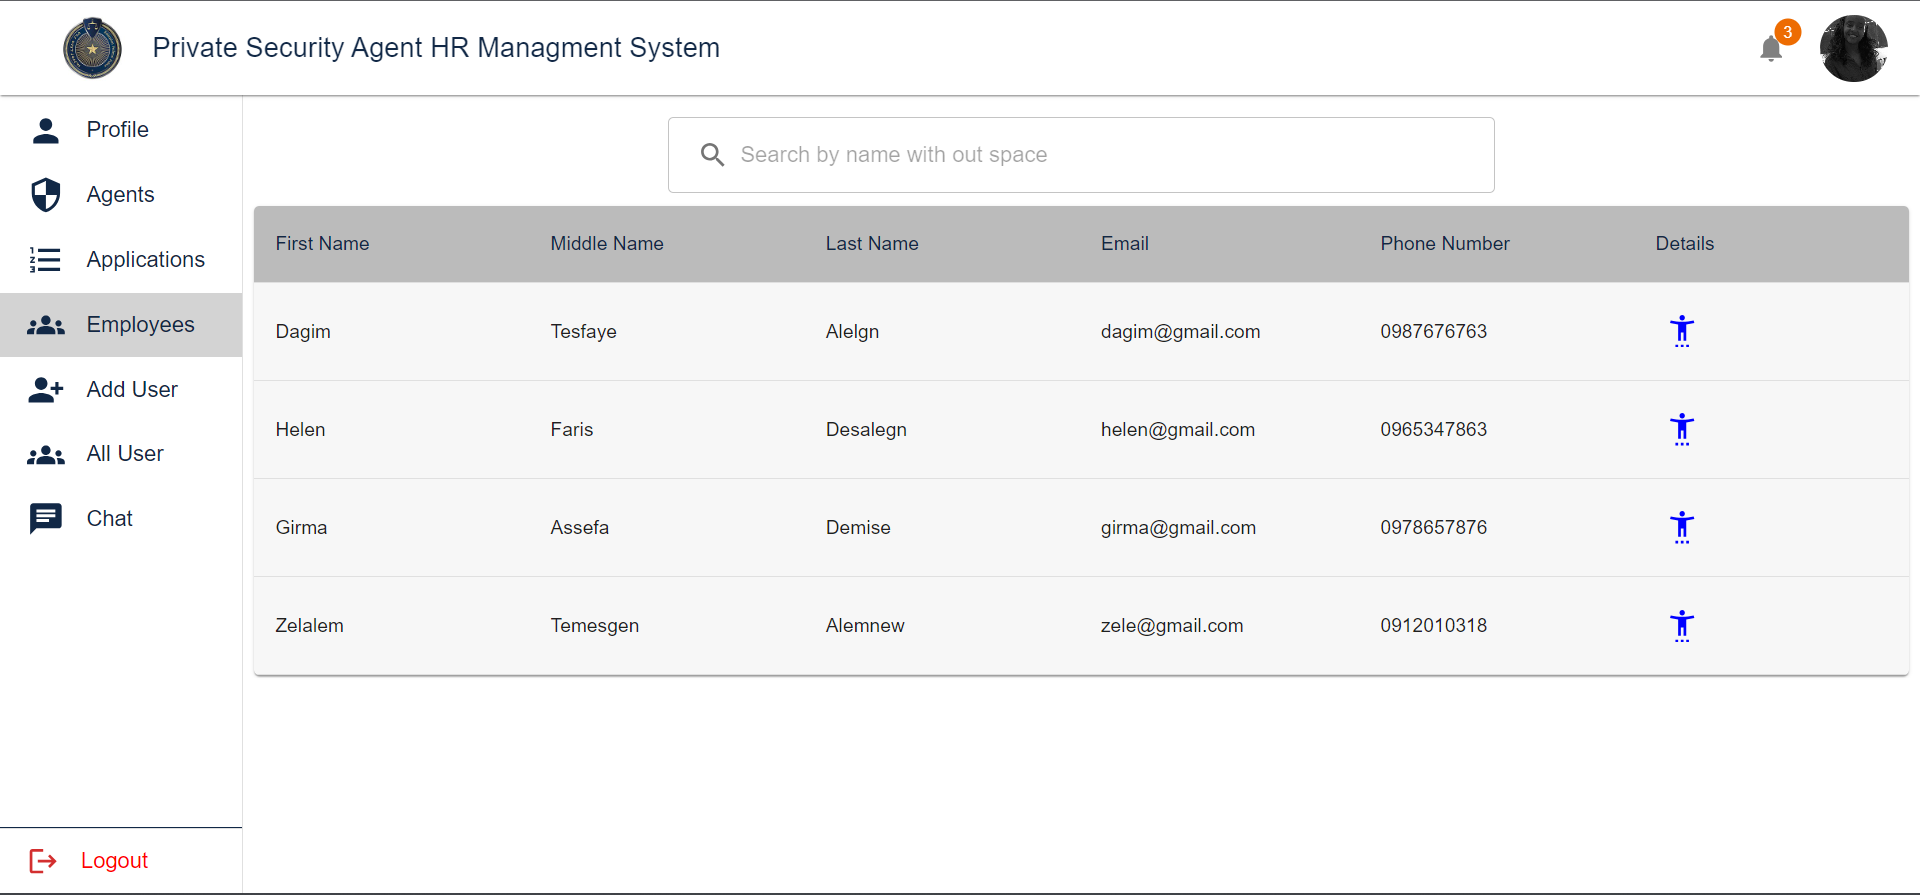 Private Security Agent HR Managment System
3
Profile
Agents
Applications
Employees
Add User
All User
Chat
Logout
Search by name with out space
First Name Middle Name Last Name Email Phone Number Details
Dagim Tesfaye Alelgn dagim@gmail.com 0987676763
Helen Faris Desalegn helen@gmail.com 0965347863
Girma Assefa Demise girma@gmail.com 0978657876
Zelalem Temesgen Alemnew zele@gmail.com 0912010318